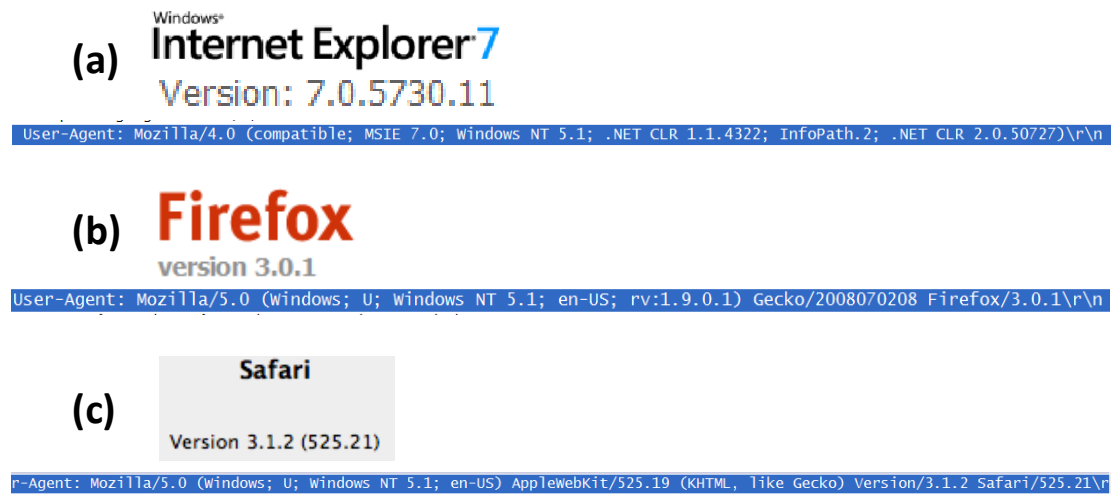 Windows®
(a) Internet Explorer 7
Version: 7.0.5730.11
User-Agent: Mozilla/4.0 (compatible; MSIE 7.0; Windows NT 5.1; .NET CLR 1.1.4322; InfoPath.2; .NET CLR 2.0.50727)\r\n
(b) Firefox
version 3.0.1
User-Agent: Mozilla/5.0 (Windows; U; Windows NT 5.1; en-US; rv:1.9.0.1) Gecko/2008070208 Firefox/3.0.1\r\n
Safari
(c)
Version 3.1.2 (525.21)
r-Agent: Mozilla/5.0 (Windows; U; Windows NT 5.1; en-US) AppleWebKit/525.19 (KHTML, like Gecko) Version/3.1.2 Safari/525.21\r